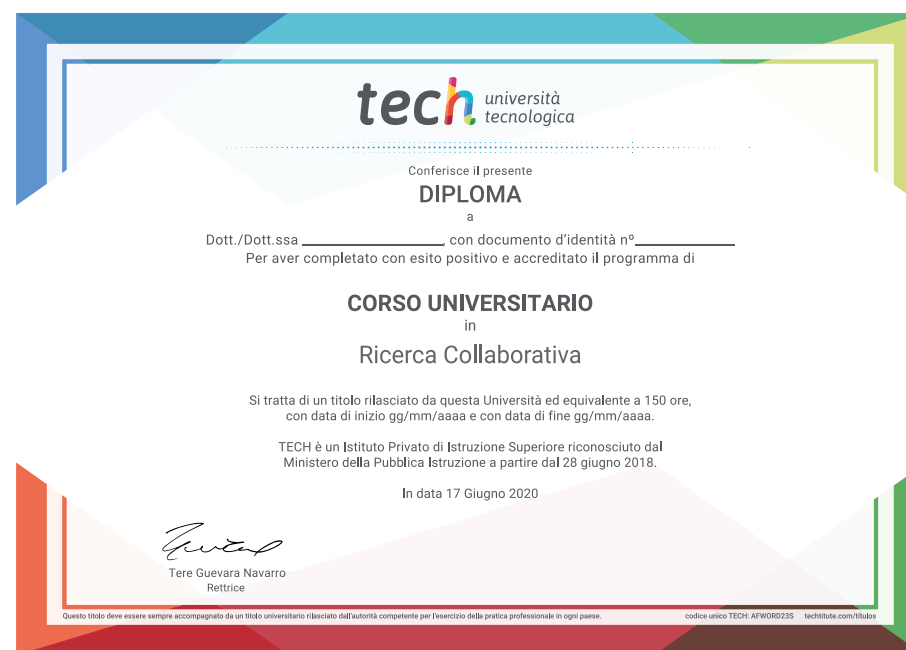 tech università
tecnologica
Conferisce il presente
DIPLOMA
a
Dott./Dott.ssa ________________, con documento d'identità nº____________
Per aver completato con esito positivo e accreditato il programma di
CORSO UNIVERSITARIO
in
Ricerca Collaborativa
Si tratta di un titolo rilasciato da questa Università ed equivalente a 150 ore,
con data di inizio gg/mm/aaaa e con data di fine gg/mm/aaaa.
TECH è un Istituto Privato di Istruzione Superiore riconosciuto dal
Ministero della Pubblica Istruzione a partire dal 28 giugno 2018.
In data 17 Giugno 2020
Tere Guevara Navarro
Rettrice
Questo titolo deve essere sempre accompagnato da un titolo universitario rilasciato dall'autorità competente per l'esercizio della pratica professionale in ogni paese.
codice unico TECH: AFWORD23S techtitute.com/titulos